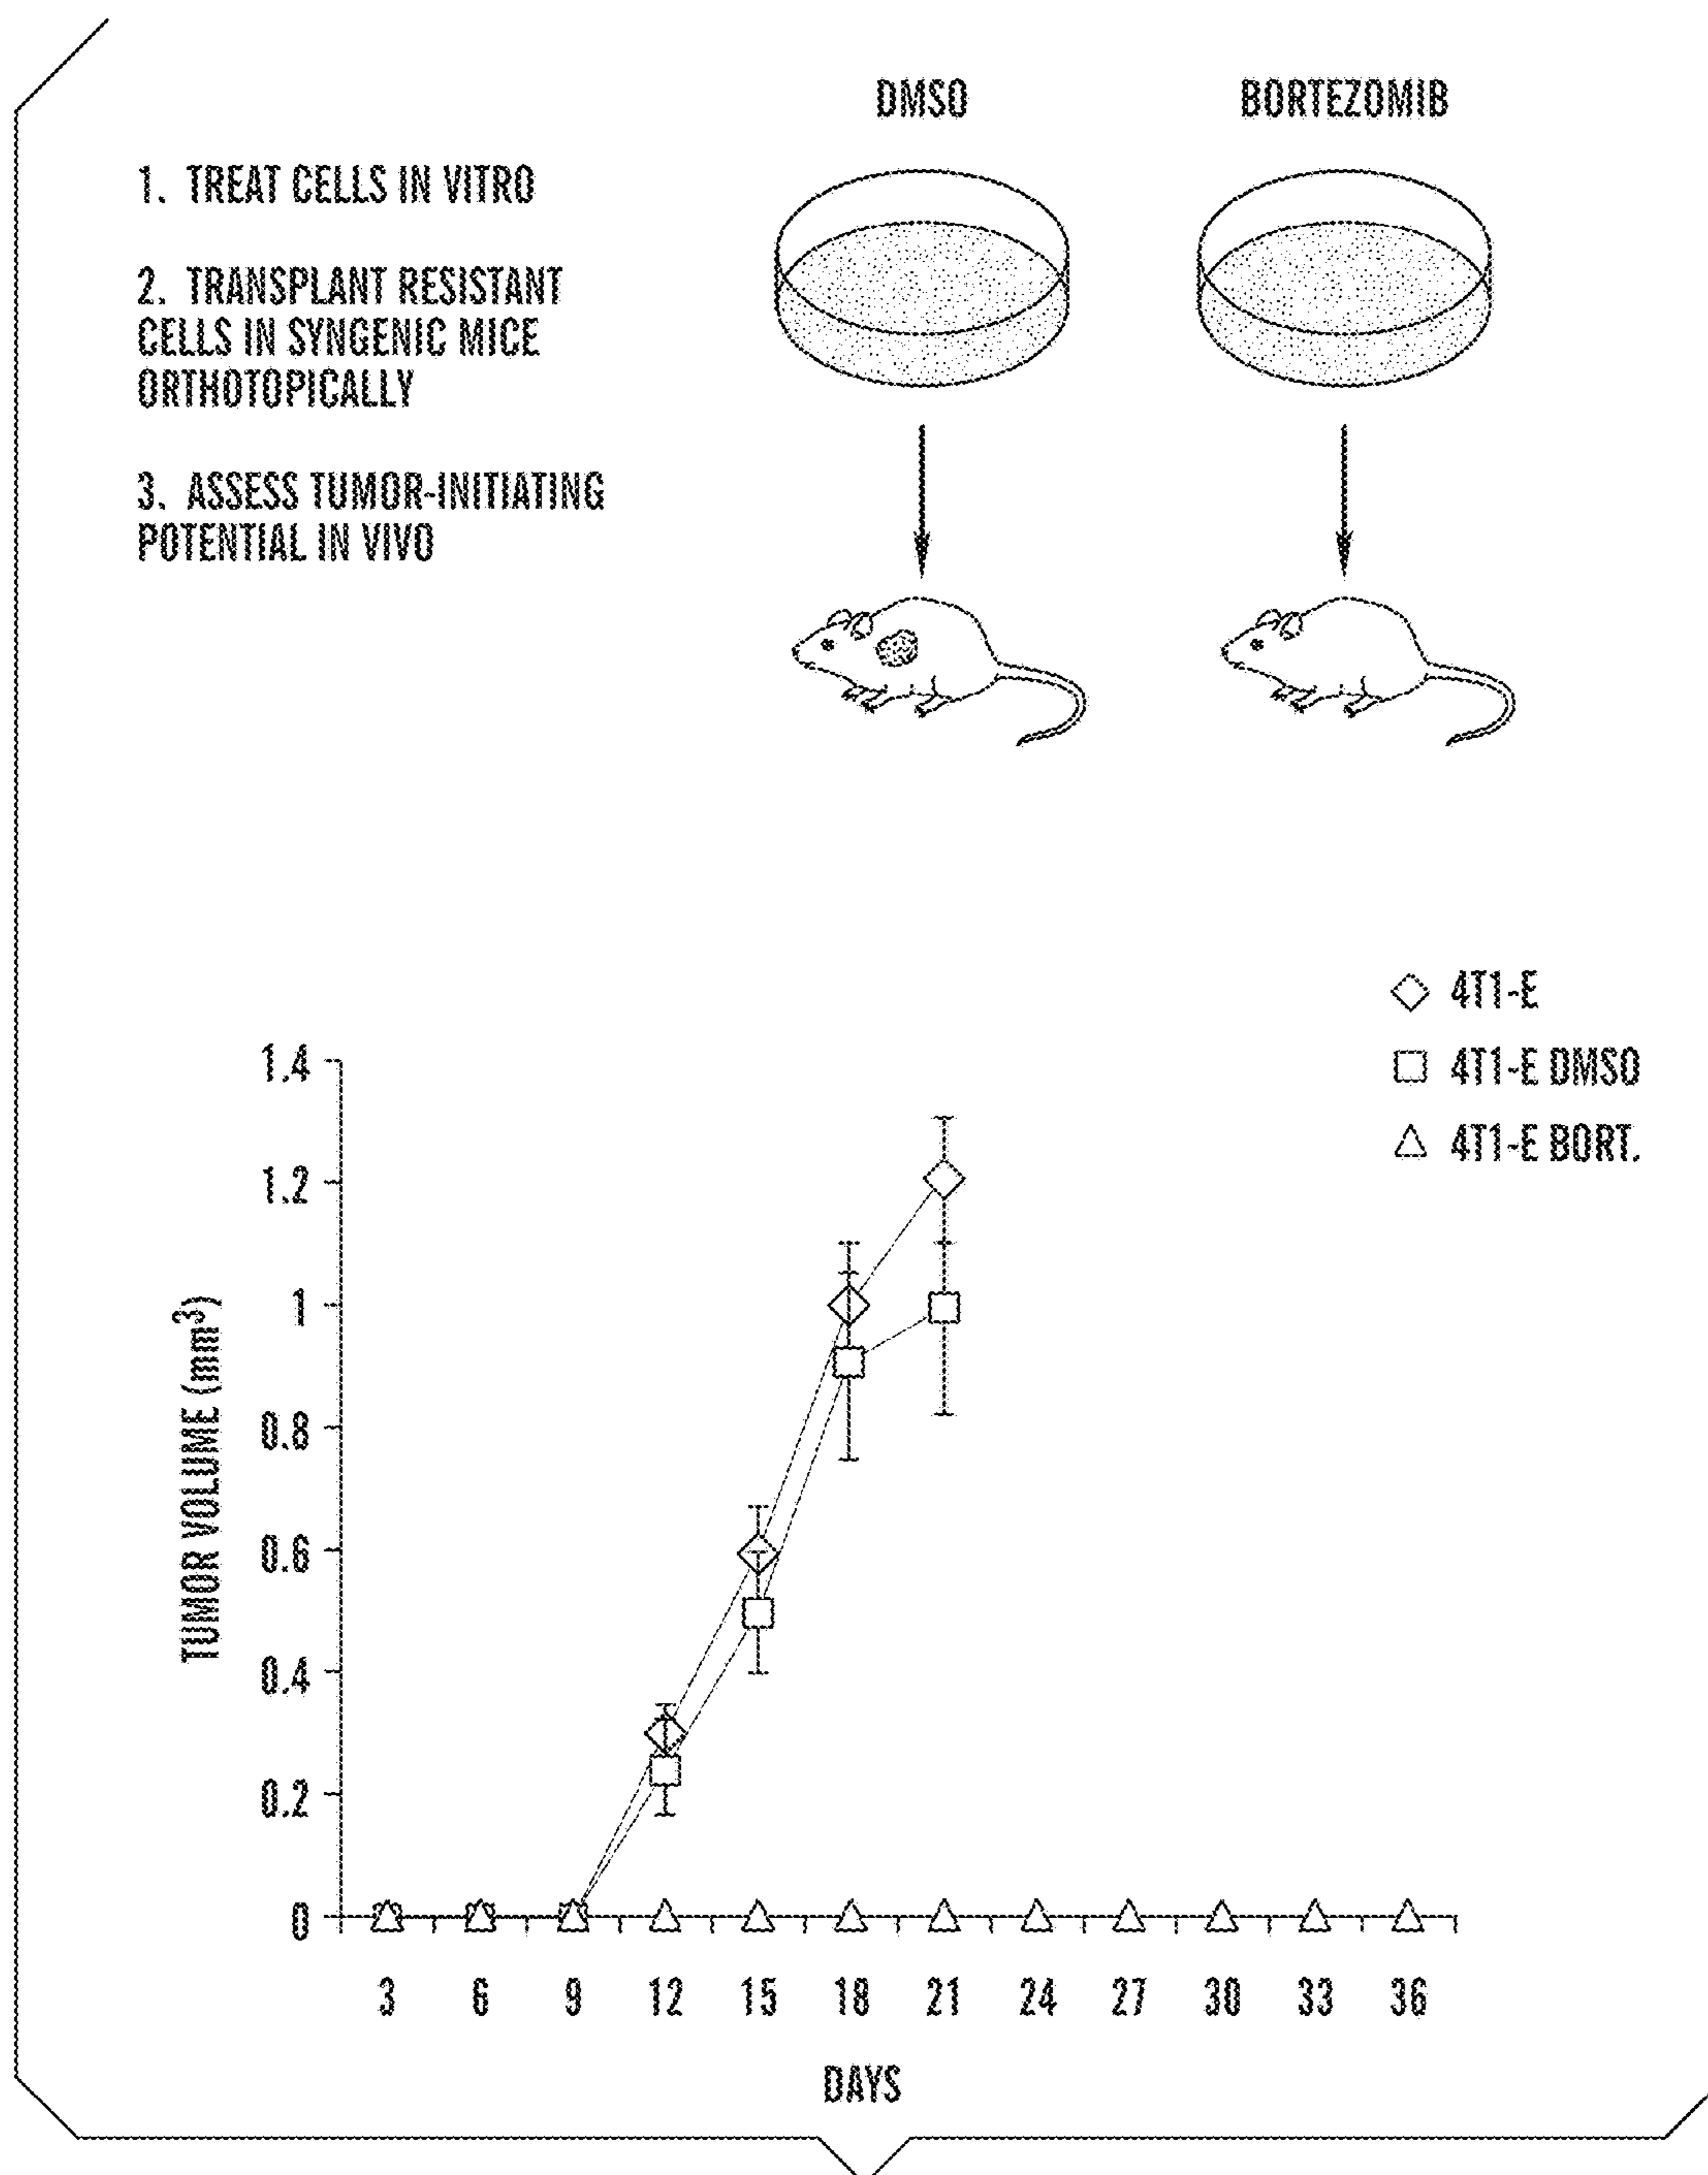 DMSO
BORTEZOMIB
1. TREAT CELLS IN VITRO
2. TRANSPLANT RESISTANT
CELLS IN SYNGENIC MICE
ORTHOTOPICALLY
3. ASSESS TUMOR-INITIATING
POTENTIAL IN VIVO
4T1-E
4T1-E DMSO
4T1-E BORT.
TUMOR VOLUME (mm³)
1.4
1.2
1
0.8
0.6
0.4
0.2
0
3 6 9 12 15 18 21 24 27 30 33 36
DAYS